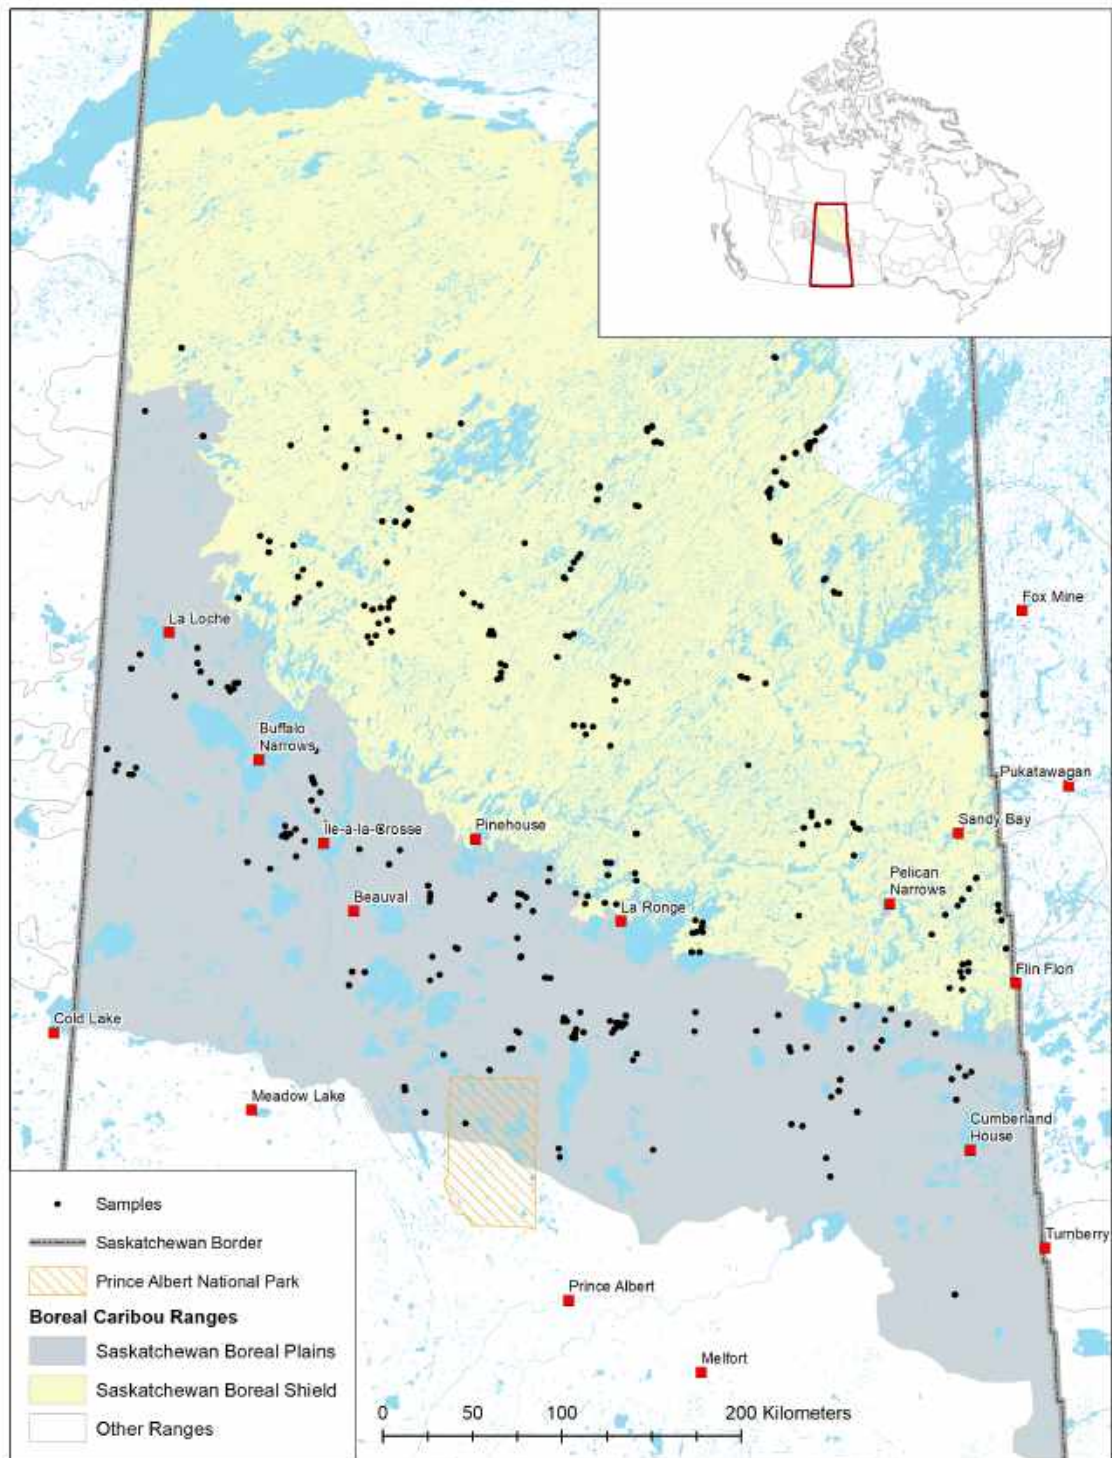 Fox Mine
La Loche
Buffalo
Narrows
Pukatawagan
Île-a-la-Crosse
Pinehouse
Sandy Bay
Pelican
Narrows
Beauval
La Ronge
Flin Flon
Cold Lake
Meadow Lake
Cumberland
House
Samples
Saskatchewan Border
Turnberry
Prince Albert National Park
Prince Albert
Boreal Caribou Ranges
Saskatchewan Boreal Plains
Melfort
Saskatchewan Boreal Shield
Other Ranges
0 50 100 200 Kilometers